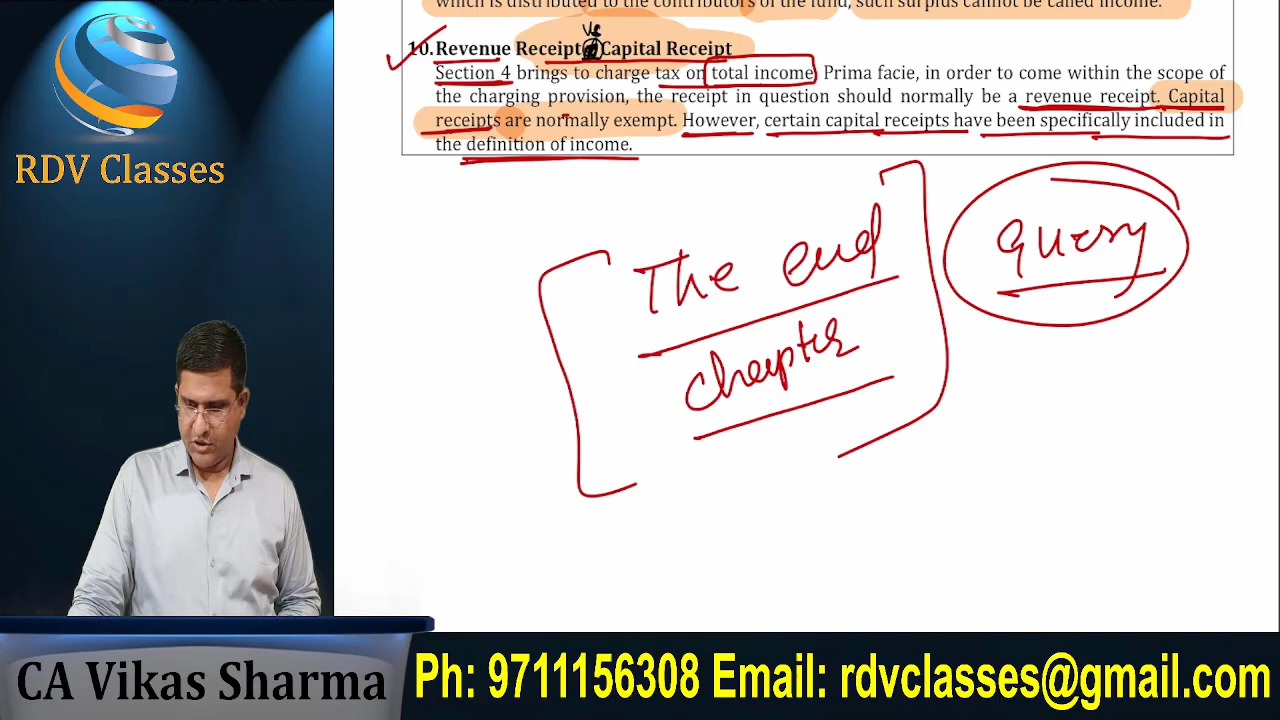 which is distributed to the contributors of the fund, such surplus cannot be called income.
10. Revenue Receipt Vs Capital Receipt
Section 4 brings to charge tax on total income. Prima facie, in order to come within the scope of
the charging provision, the receipt in question should normally be a revenue receipt. Capital
receipts are normally exempt. However, certain capital receipts have been specifically included in
the definition of income.
RDV Classes
The end
chapter
Query
CA Vikas Sharma
Ph: 9711156308 Email: rdvclasses@gmail.com